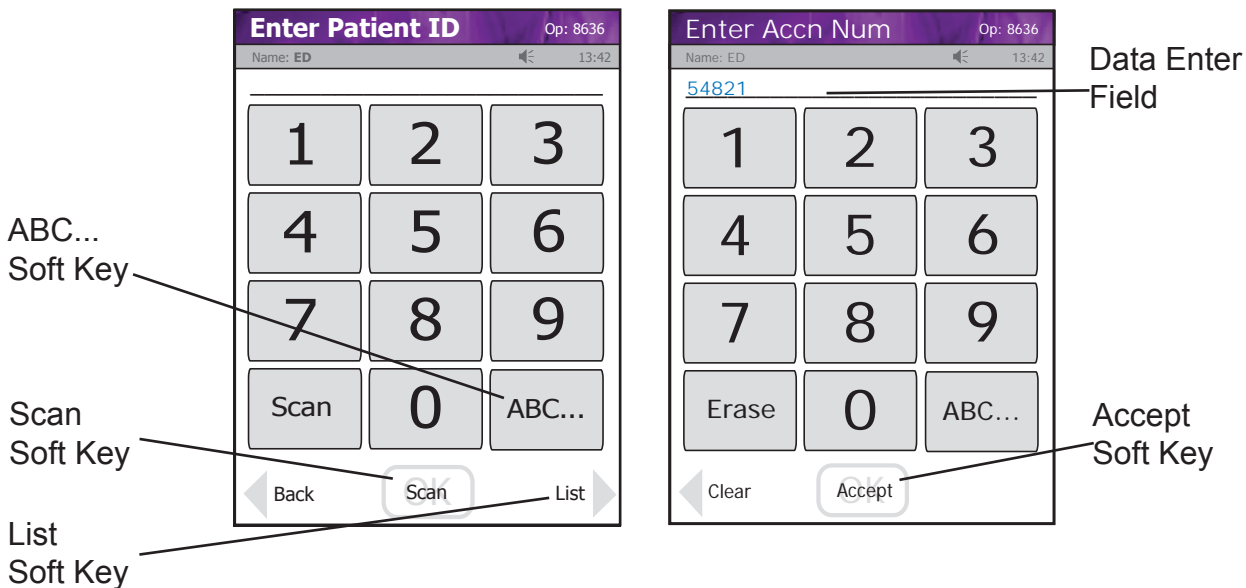 Enter Patient ID Op: 8636
Name: ED 13:42
1 2 3
4 5 6
7 8 9
Scan 0 ABC...
Back OK Scan List
Enter Accn Num Op: 8636
Name: ED 13:42
54821
1 2 3
4 5 6
7 8 9
Erase 0 ABC...
Clear OK Accept
ABC...
Soft Key
Scan
Soft Key
List
Soft Key
Data Enter
Field
Accept
Soft Key